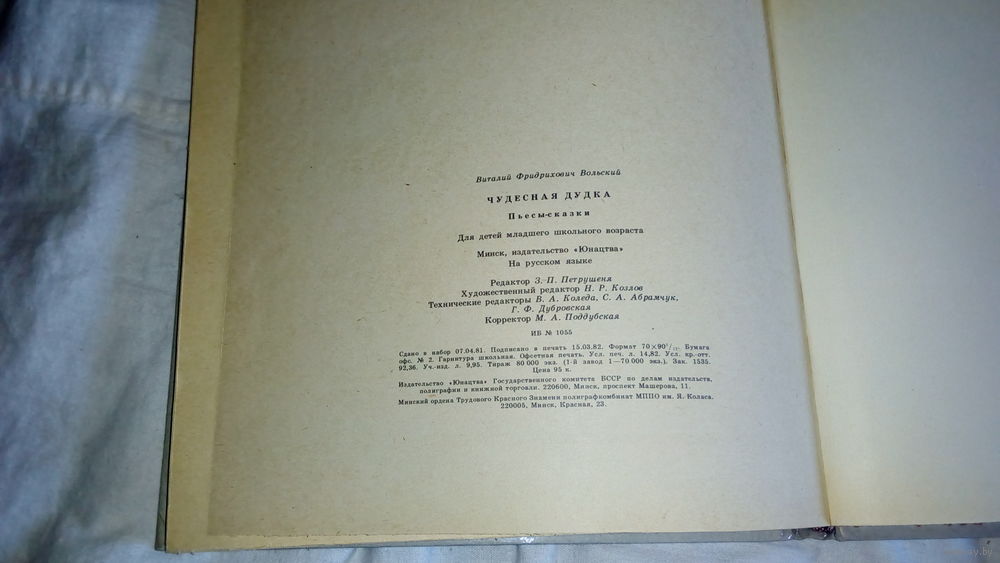 Виталий Фридрихович Вольский
ЧУДЕСНАЯ ДУДКА
Пьесы-сказки
Для детей младшего школьного возраста
Минск, издательство «Юнацтва»
На русском языке
Редактор З. П. Петрушеня
Художественный редактор Н. Р. Козлов
Технические редакторы В. А. Коледа, С. А. Абрамчук,
Г. Ф. Дубровская
Корректор М. А. Поддубская
ИБ № 1055
Сдано в набор 07.04.81. Подписано в печать 15.03.82. Формат 70×90¹/₁₆. Бумага
офс. № 2. Гарнитура школьная. Офсетная печать. Усл. печ. л. 14,82. Усл. кр.-отт.
92,36. Уч.-изд. л. 9,95. Тираж 80 000 экз. (1-й завод 1—70 000 экз.). Зак. 1535.
Цена 95 к.
Издательство «Юнацтва» Государственного комитета БССР по делам издательств,
полиграфии и книжной торговли. 220600, Минск, проспект Машерова, 11.
Минский ордена Трудового Красного Знамени полиграфкомбинат МППО им. Я. Коласа.
220005, Минск, Красная, 23.